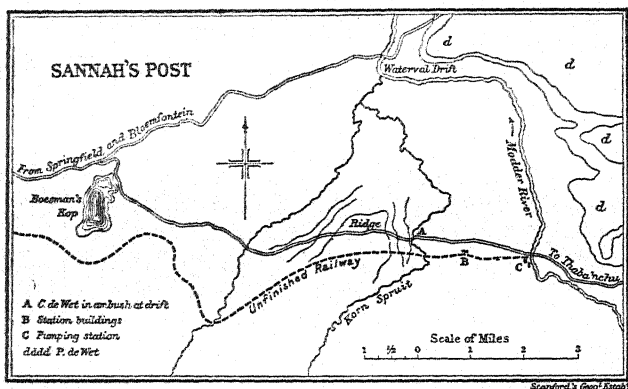 SANNAH'S POST
Waterval Drift
d
d
d
d
From Springfield and Bloemfontein
Modder River
Boesman's
Kop
Ridge
A
B
C
To Thaba'nchu
Unfinished Railway
Korn Spruit
A C. de Wet in ambush at drift
B Station buildings
C Pumping station
dddd P. de Wet
Scale of Miles
1 ½ 0 1 2 3
Stanford's Geogl Estabt